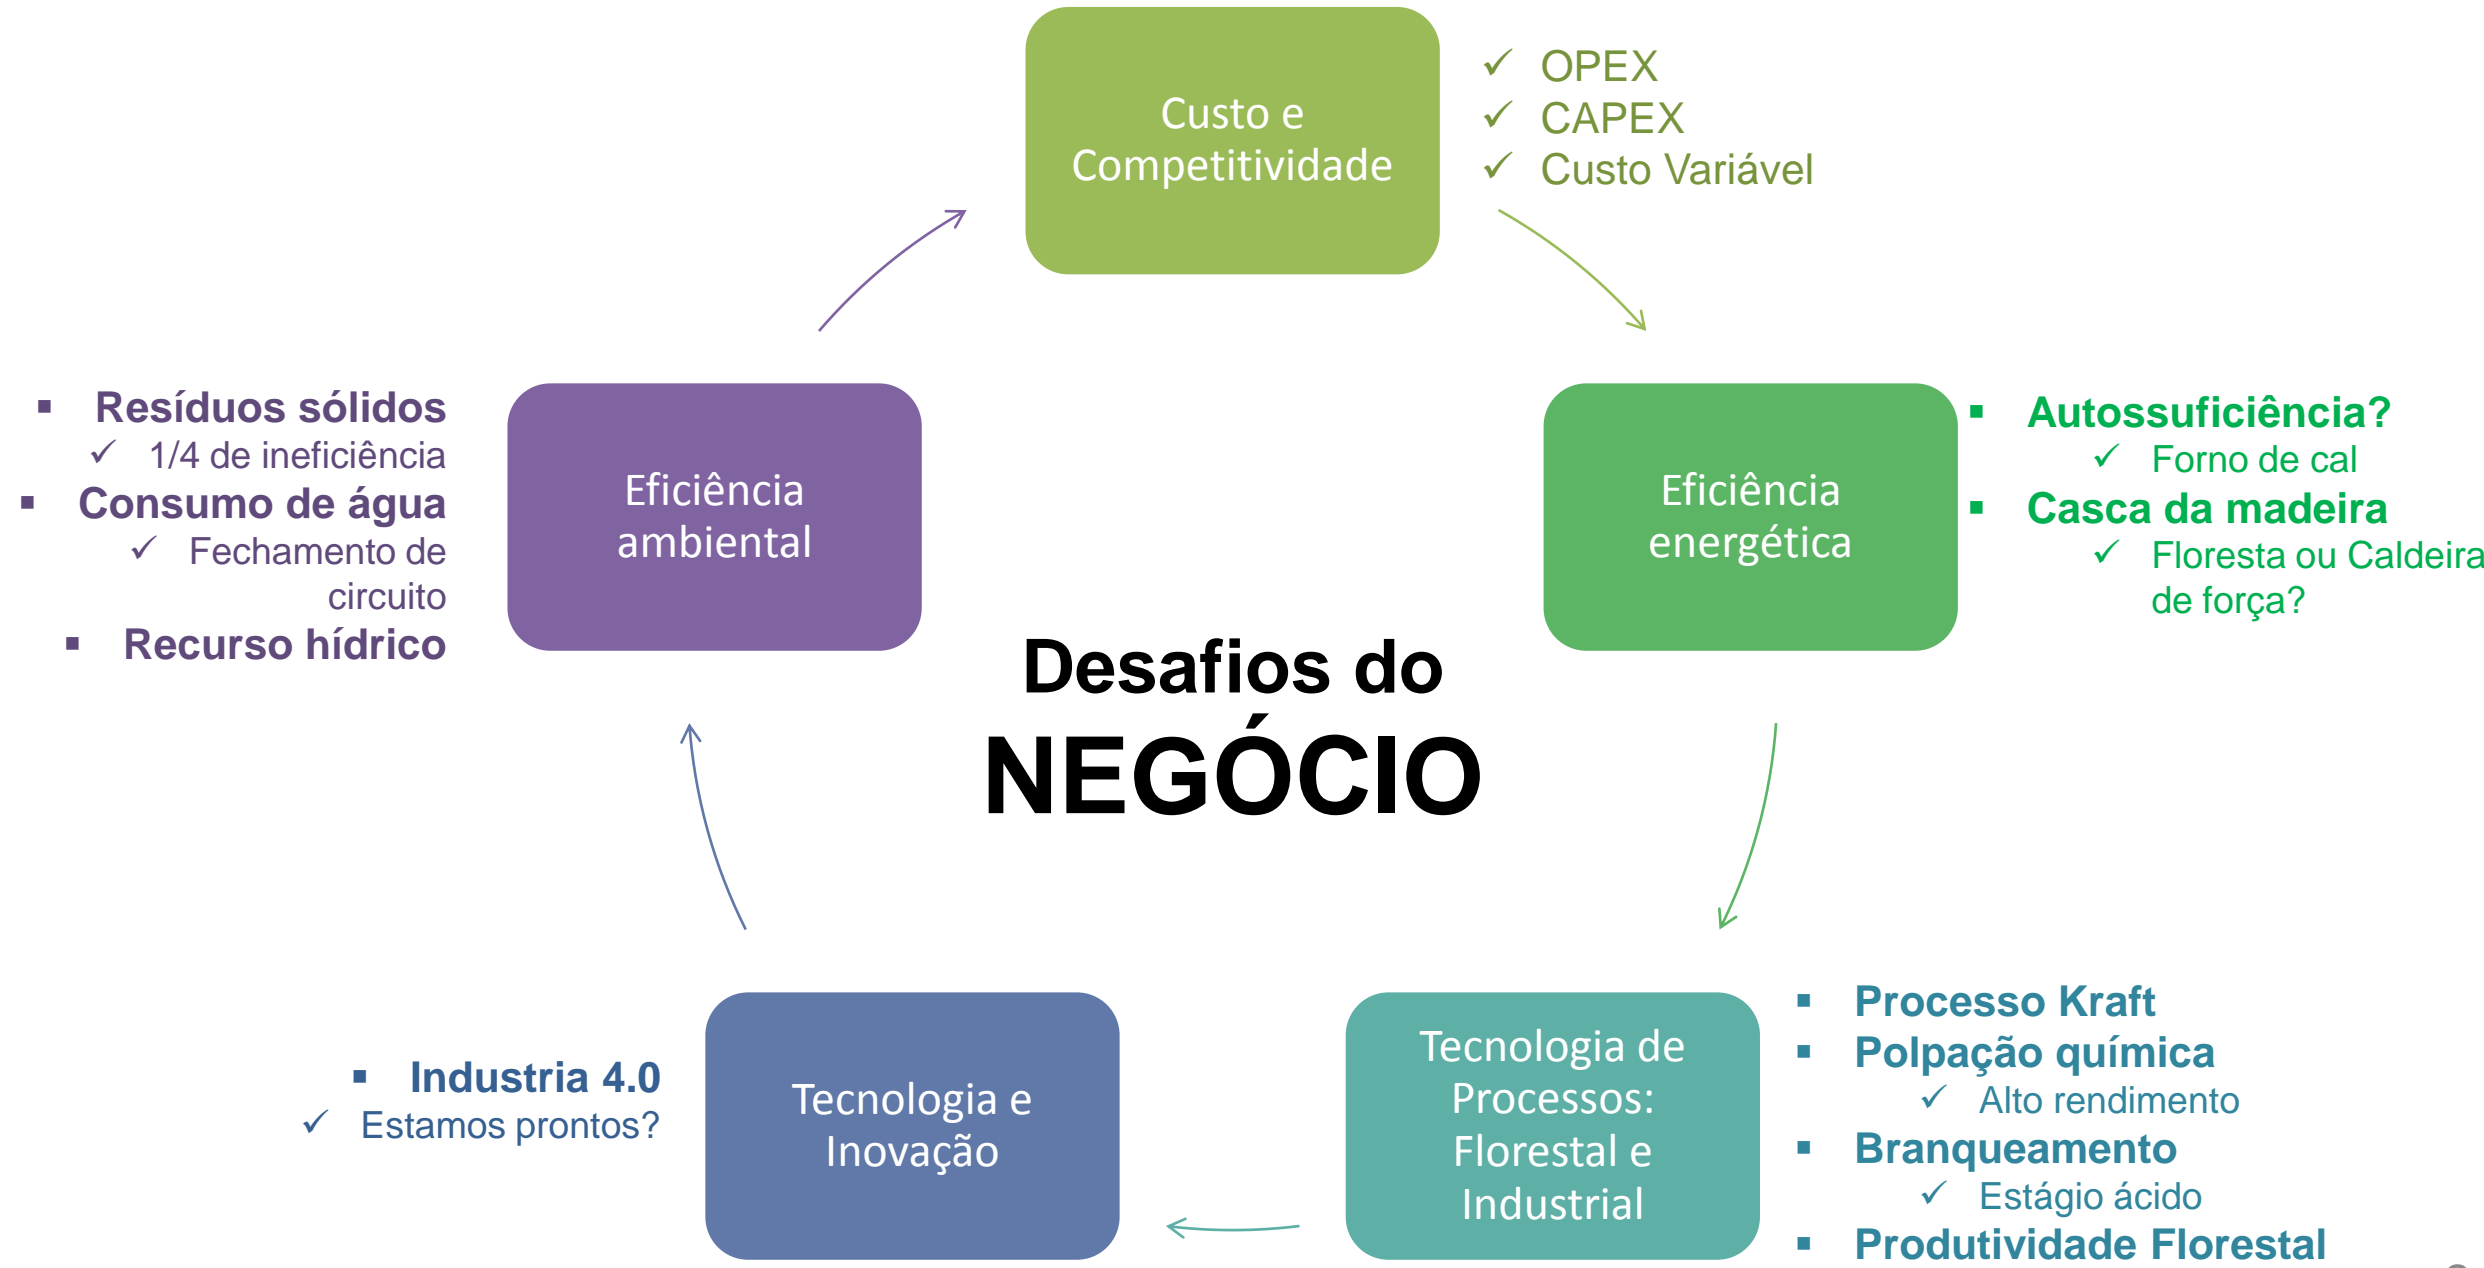 Custo e
Competitividade
✓ OPEX
✓ CAPEX
✓ Custo Variável
▪ Resíduos sólidos
✓ 1/4 de ineficiência
▪ Consumo de água
✓ Fechamento de
circuito
▪ Recurso hídrico
Eficiência
ambiental
Eficiência
energética
▪ Autossuficiência?
✓ Forno de cal
▪ Casca da madeira
✓ Floresta ou Caldeira
de força?
Desafios do
NEGÓCIO
▪ Industria 4.0
✓ Estamos prontos?
Tecnologia e
Inovação
Tecnologia de
Processos:
Florestal e
Industrial
▪ Processo Kraft
▪ Polpação química
✓ Alto rendimento
▪ Branqueamento
✓ Estágio ácido
▪ Produtividade Florestal